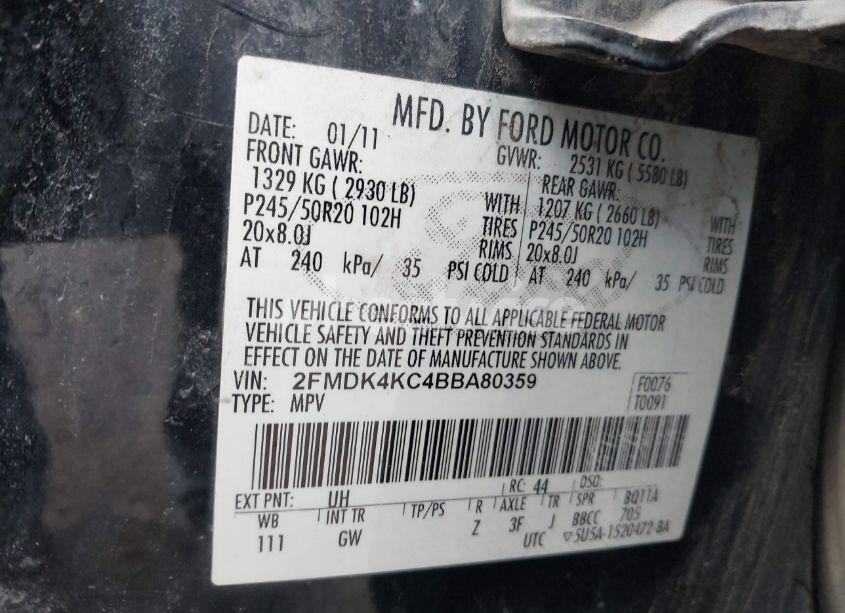 MFD. BY FORD MOTOR CO.
DATE: 01/11 GVWR: 2531 KG ( 5580 LB)
FRONT GAWR: REAR GAWR:
1329 KG ( 2930 LB) WITH 1207 KG ( 2660 LB) WITH
P245/50R20 102H TIRES P245/50R20 102H TIRES
20x8.0J RIMS 20x8.0J RIMS
AT 240 kPa/ 35 PSI COLD AT 240 kPa/ 35 PSI COLD
THIS VEHICLE CONFORMS TO ALL APPLICABLE FEDERAL MOTOR
VEHICLE SAFETY AND THEFT PREVENTION STANDARDS IN
EFFECT ON THE DATE OF MANUFACTURE SHOWN ABOVE.
VIN: 2FMDK4KC4BBA80359 F0076
TYPE: MPV T0091
EXT PNT: UH RC: 44 DSO:
WB INT TR TP/PS R AXLE TR SPR BQ11A
111 GW Z 3F J BBCC 705
UTC ▽5U5A-1520472-BA